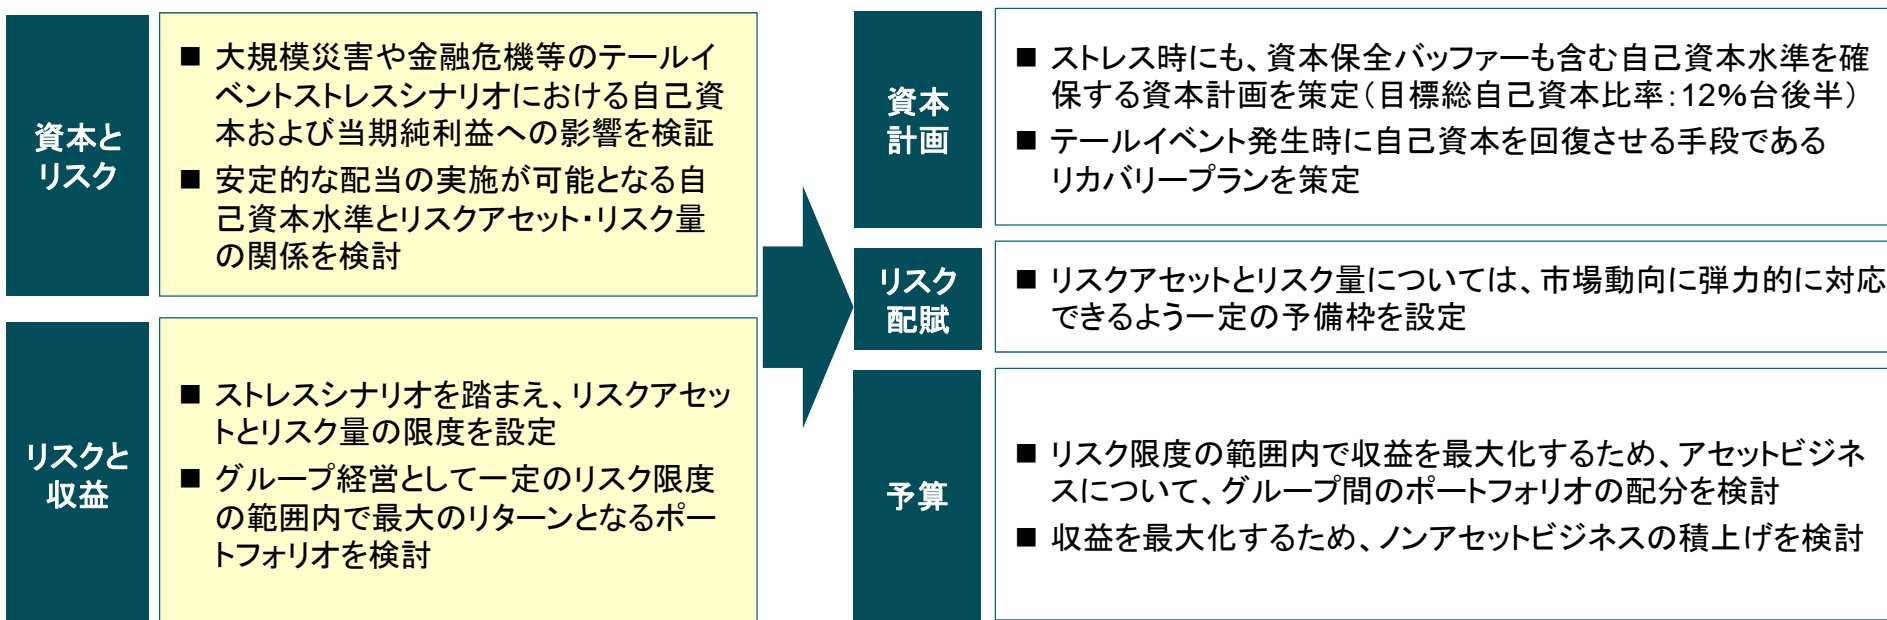 資本と
リスク
■ 大規模災害や金融危機等のテールイ
ベントストレスシナリオにおける自己資
本および当期純利益への影響を検証
■ 安定的な配当の実施が可能となる自
己資本水準とリスクアセット・リスク量
の関係を検討
リスクと
収益
■ ストレスシナリオを踏まえ、リスクアセッ
トとリスク量の限度を設定
■ グループ経営として一定のリスク限度
の範囲内で最大のリターンとなるポー
トフォリオを検討
資本
計画
■ ストレス時にも、資本保全バッファーも含む自己資本水準を確
保する資本計画を策定（目標総自己資本比率：12%台後半）
■ テールイベント発生時に自己資本を回復させる手段である
リカバリープランを策定
リスク
配賦
■ リスクアセットとリスク量については、市場動向に弾力的に対応
できるよう一定の予備枠を設定
予算
■ リスク限度の範囲内で収益を最大化するため、アセットビジネ
スについて、グループ間のポートフォリオの配分を検討
■ 収益を最大化するため、ノンアセットビジネスの積上げを検討